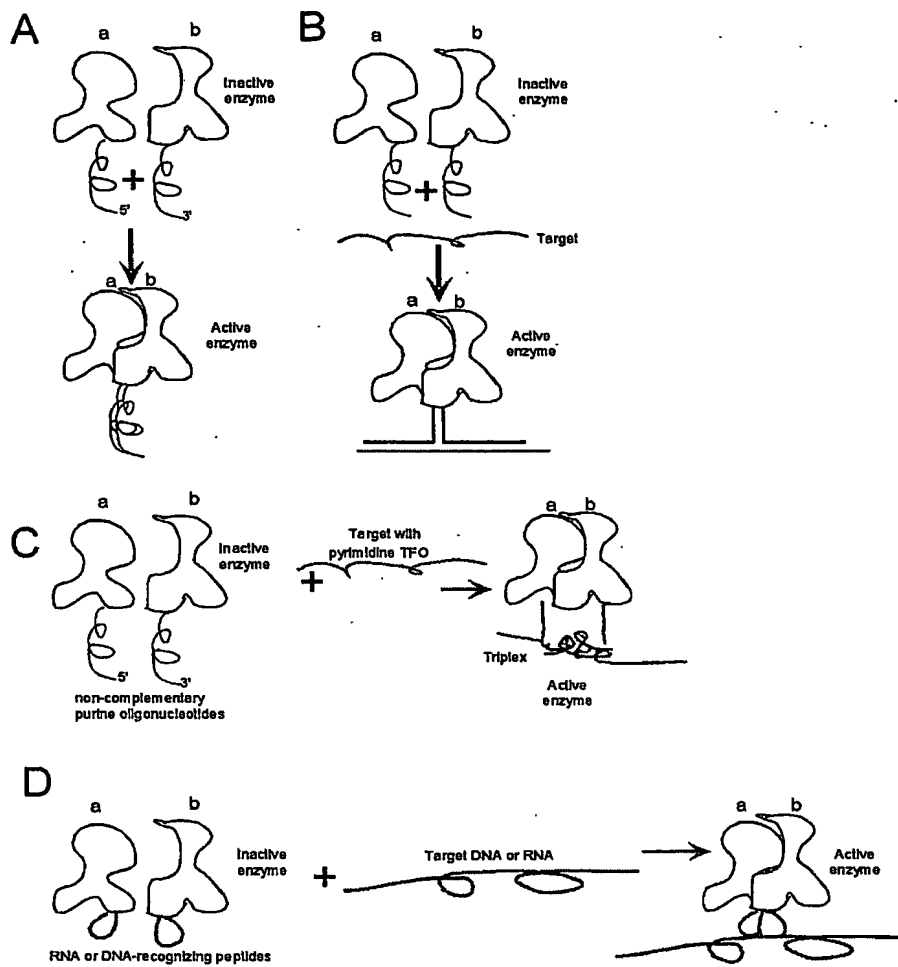 A
a
b
Inactive
enzyme
+
5'
3'
a
b
Active
enzyme
B
a
b
Inactive
enzyme
+
Target
a
b
Active
enzyme
C
a
b
Inactive
enzyme
5'
3'
non-complementary
purine oligonucleotides
+
Target with
pyrimidine TFO
a
b
Triplex
Active
enzyme
D
a
b
Inactive
enzyme
RNA or DNA-recognizing peptides
+
Target DNA or RNA
a
b
Active
enzyme